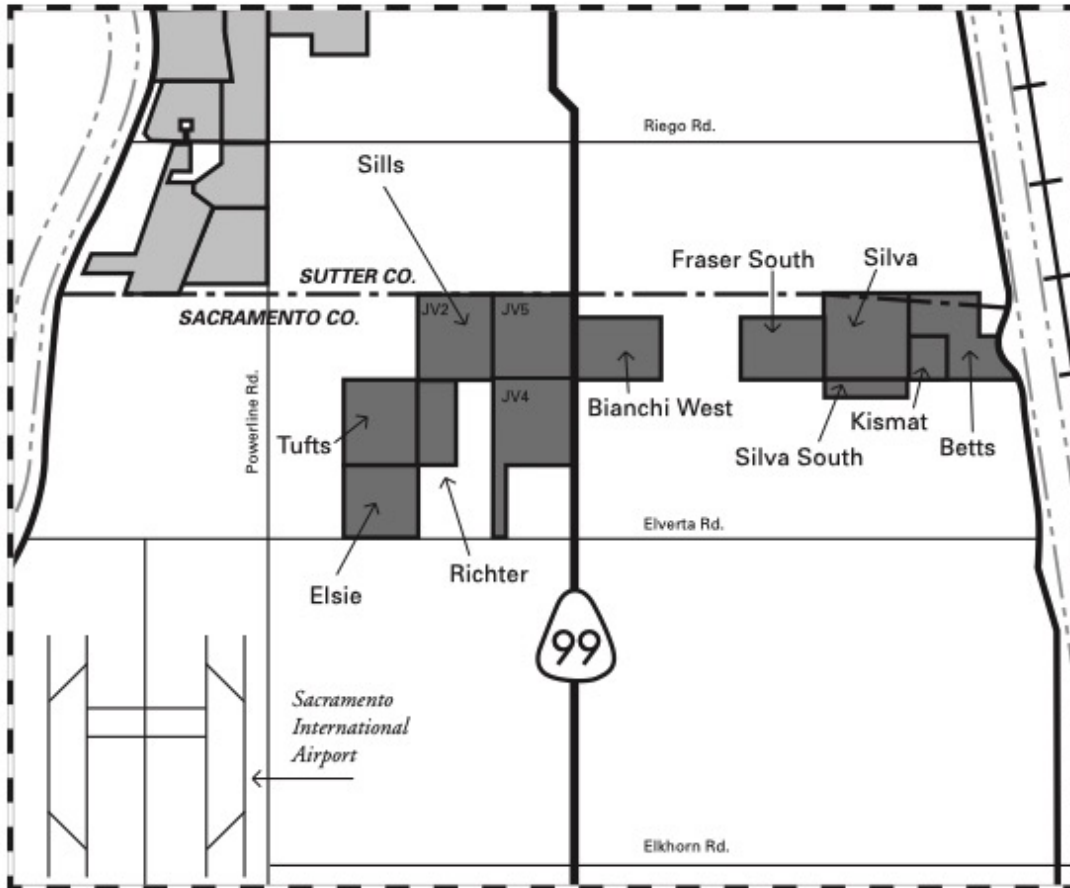 Riego Rd.
Sills
SUTTER CO.
Fraser South
Silva
SACRAMENTO CO.
JV2
JV5
Powerline Rd.
JV4
Bianchi West
Kismat
Tufts
Silva South
Betts
Elverta Rd.
Richter
Elsie
99
Sacramento
International
Airport
Elkhorn Rd.